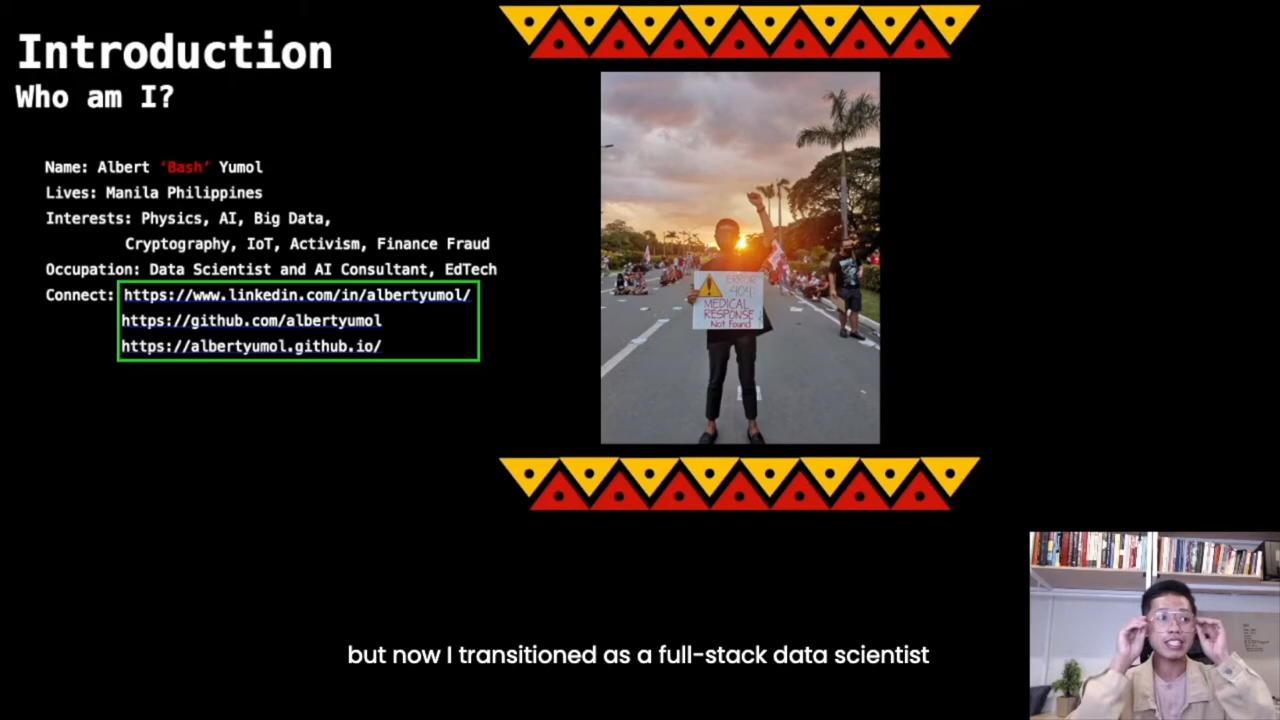 Introduction
Who am I?
Name: Albert ‘Bash’ Yumol
Lives: Manila Philippines
Interests: Physics, AI, Big Data,
Cryptography, IoT, Activism, Finance Fraud
Occupation: Data Scientist and AI Consultant, EdTech
Connect: https://www.linkedin.com/in/albertyumol/
https://github.com/albertyumol
https://albertyumol.github.io/
ERROR
404
MEDICAL
RESPONSE
Not Found
but now I transitioned as a full-stack data scientist